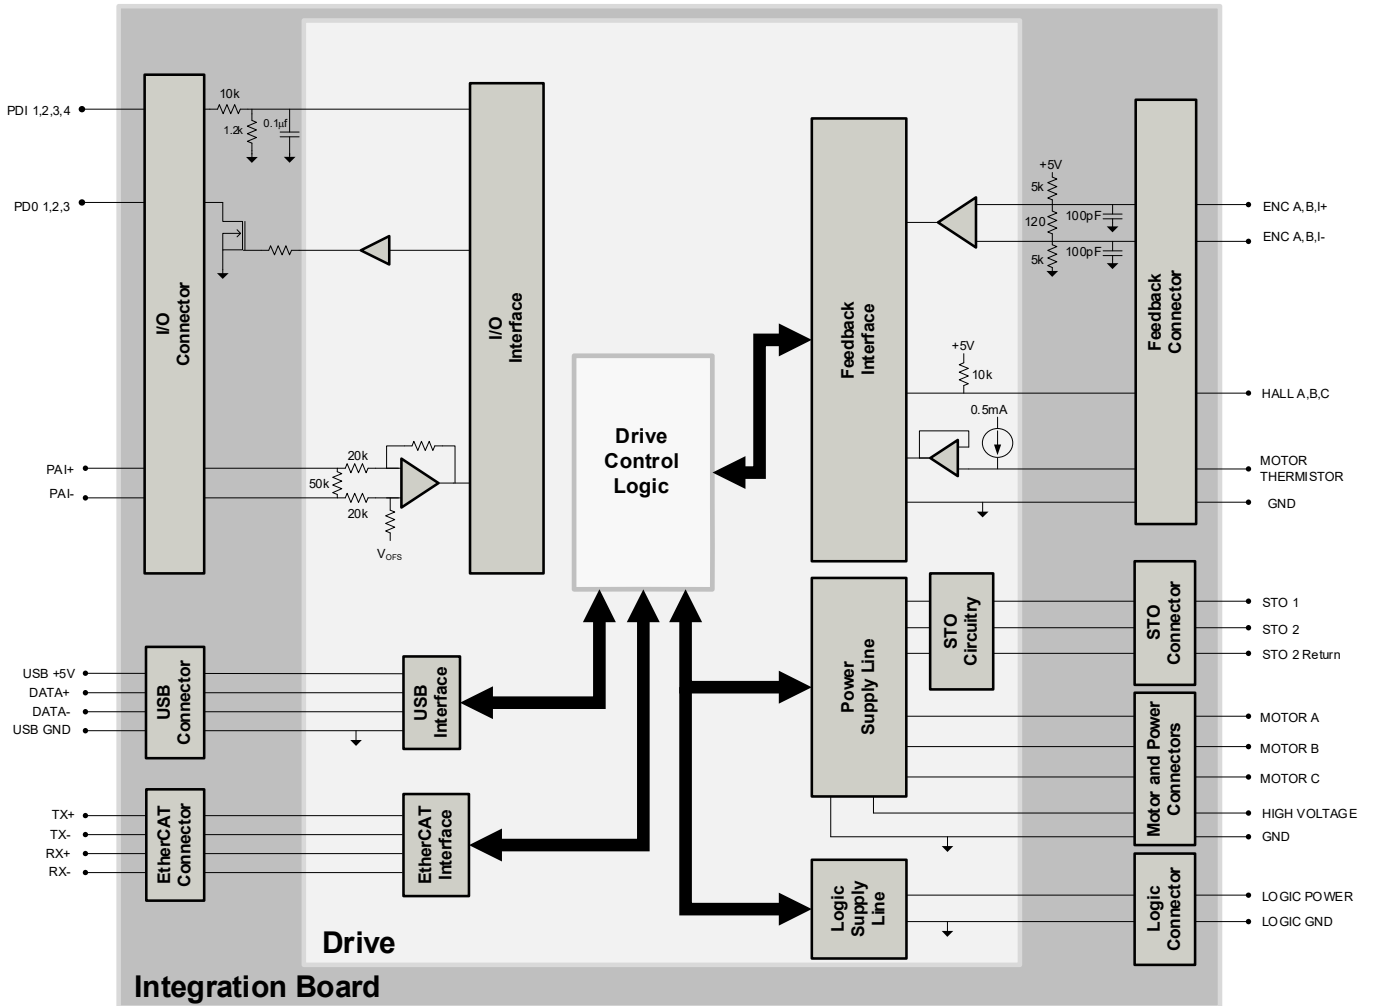 PDI 1,2,3,4
10k
1.2k
0.1µf
PD0 1,2,3
I/O
Connector
I/O
Interface
PAI+
PAI-
20k
50k
20k
VOFS
USB +5V
DATA+
DATA-
USB GND
USB
Connector
USB
Interface
TX+
TX-
RX+
RX-
EtherCAT
Connector
EtherCAT
Interface
Drive
Control
Logic
Feedback
Interface
+5V
5k
120
5k
100pF
100pF
+5V
10k
0.5mA
Feedback
Connector
ENC A,B,I+
ENC A,B,I-
HALL A,B,C
MOTOR
THERMISTOR
GND
Power
Supply Line
STO
Circuitry
STO
Connector
STO 1
STO 2
STO 2 Return
Motor and Power
Connectors
MOTOR A
MOTOR B
MOTOR C
HIGH VOLTAGE
GND
Logic
Supply
Line
Logic
Connector
LOGIC POWER
LOGIC GND
Drive
Integration Board